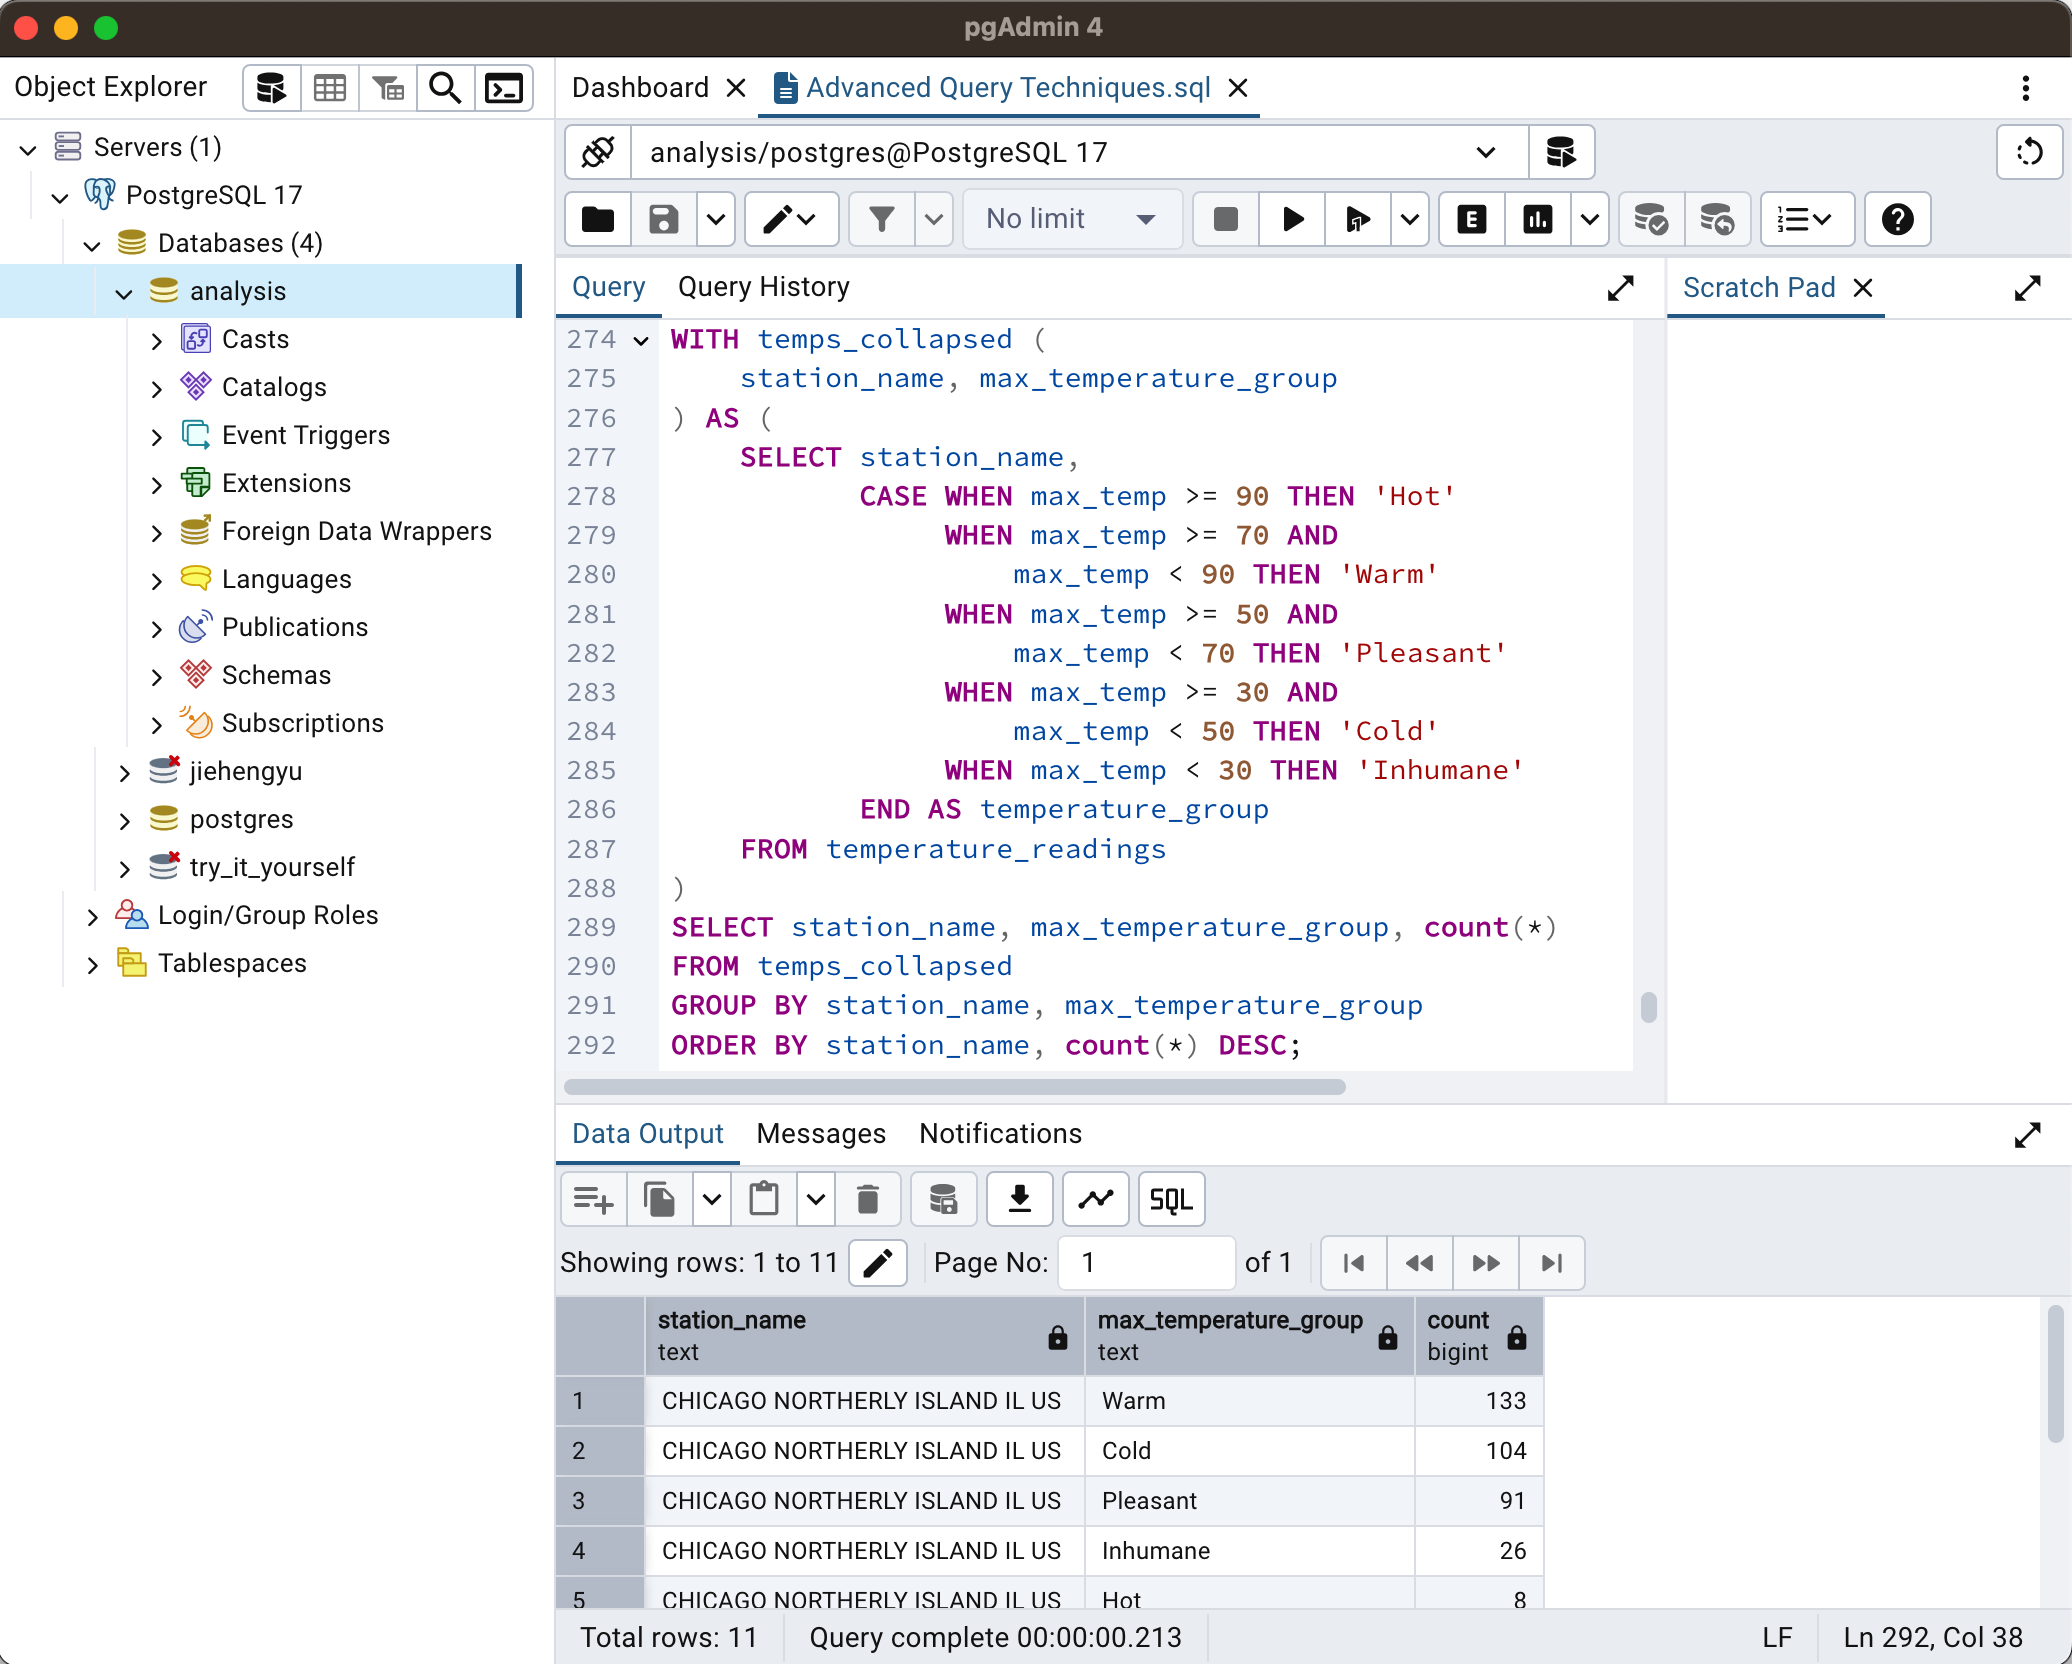 pgAdmin 4
Object Explorer
Servers (1)
PostgreSQL 17
Databases (4)
analysis
Casts
Catalogs
Event Triggers
Extensions
Foreign Data Wrappers
Languages
Publications
Schemas
Subscriptions
jiehengyu
postgres
try_it_yourself
Login/Group Roles
Tablespaces
Dashboard
Advanced Query Techniques.sql
analysis/postgres@PostgreSQL 17
No limit
E
Query Query History
Scratch Pad
274 WITH temps_collapsed (
275 station_name, max_temperature_group
276 ) AS (
277 SELECT station_name,
278 CASE WHEN max_temp >= 90 THEN 'Hot'
279 WHEN max_temp >= 70 AND
280 max_temp < 90 THEN 'Warm'
281 WHEN max_temp >= 50 AND
282 max_temp < 70 THEN 'Pleasant'
283 WHEN max_temp >= 30 AND
284 max_temp < 50 THEN 'Cold'
285 WHEN max_temp < 30 THEN 'Inhumane'
286 END AS temperature_group
287 FROM temperature_readings
288 )
289 SELECT station_name, max_temperature_group, count(*)
290 FROM temps_collapsed
291 GROUP BY station_name, max_temperature_group
292 ORDER BY station_name, count(*) DESC;
Data Output Messages Notifications
SQL
Showing rows: 1 to 11 Page No: 1 of 1
station_name max_temperature_group count
text text bigint
1 CHICAGO NORTHERLY ISLAND IL US Warm 133
2 CHICAGO NORTHERLY ISLAND IL US Cold 104
3 CHICAGO NORTHERLY ISLAND IL US Pleasant 91
4 CHICAGO NORTHERLY ISLAND IL US Inhumane 26
5 CHICAGO NORTHERLY ISLAND IL US Hot 8
Total rows: 11 Query complete 00:00:00.213 LF Ln 292, Col 38